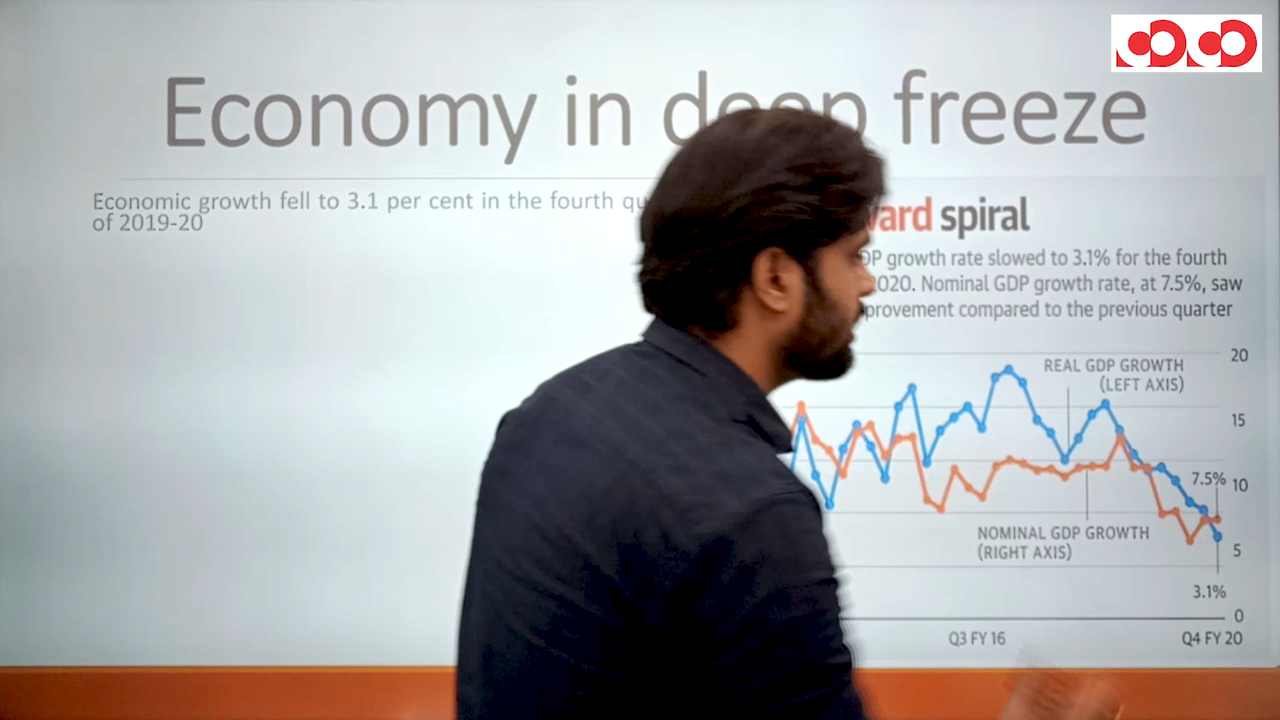 Economy in deep freeze
Economic growth fell to 3.1 per cent in the fourth
of 2019-20
spiral
growth rate slowed to 3.1% for the fourth
2020. Nominal GDP growth rate, at 7.5%, saw
compared to the previous quarter
20
REAL GDP GROWTH
(LEFT AXIS)
15
7.5%
10
NOMINAL GDP GROWTH
(RIGHT AXIS)
5
3.1%
0
Q3 FY 16
Q4 FY 20